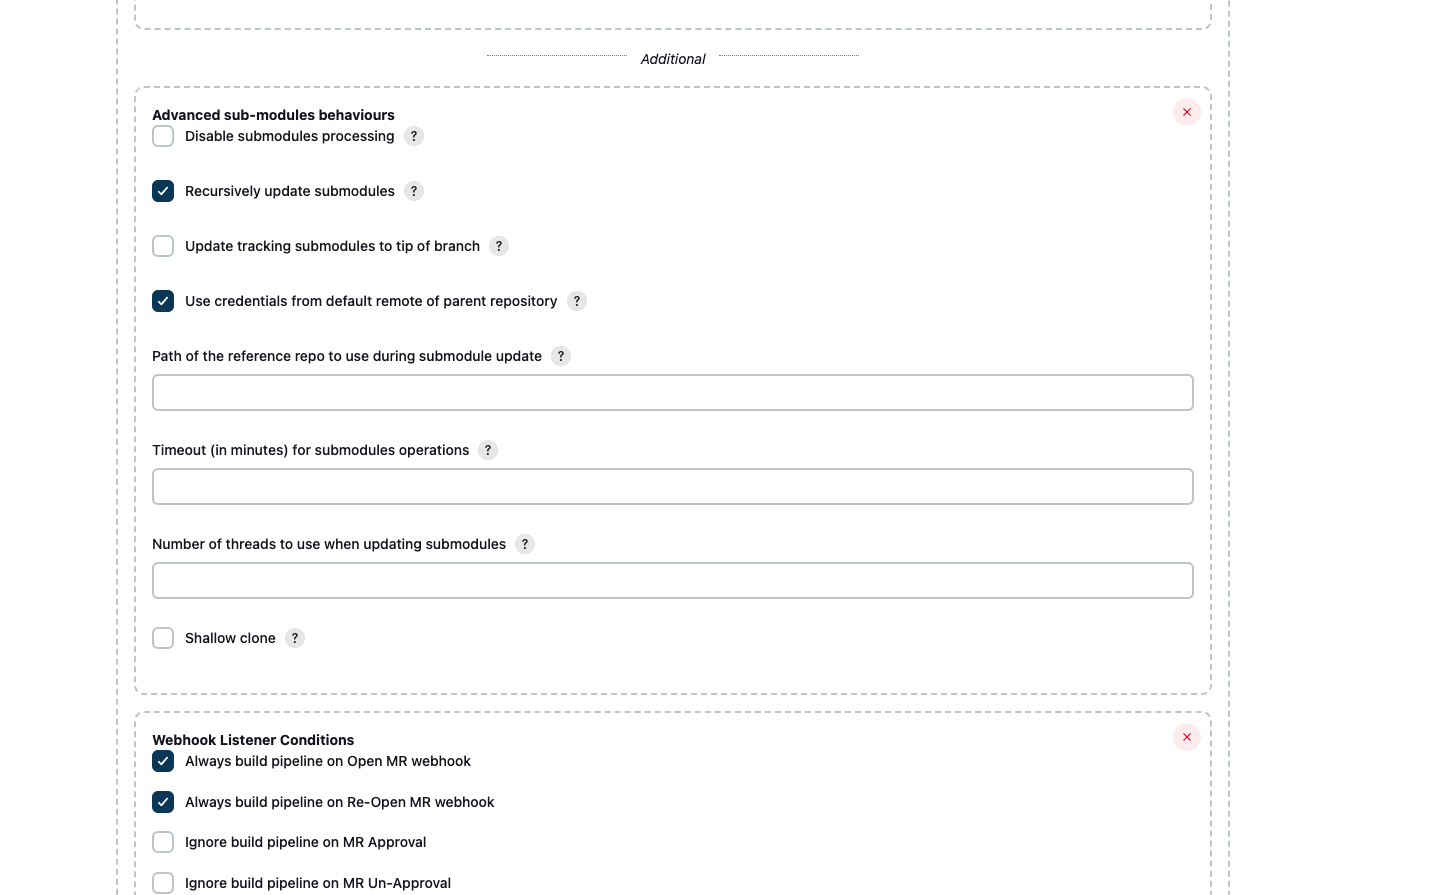 Additional
Advanced sub-modules behaviours
Disable submodules processing ?
Recursively update submodules ?
Update tracking submodules to tip of branch ?
Use credentials from default remote of parent repository ?
Path of the reference repo to use during submodule update ?
Timeout (in minutes) for submodules operations ?
Number of threads to use when updating submodules ?
Shallow clone ?
Webhook Listener Conditions
Always build pipeline on Open MR webhook
Always build pipeline on Re-Open MR webhook
Ignore build pipeline on MR Approval
Ignore build pipeline on MR Un-Approval